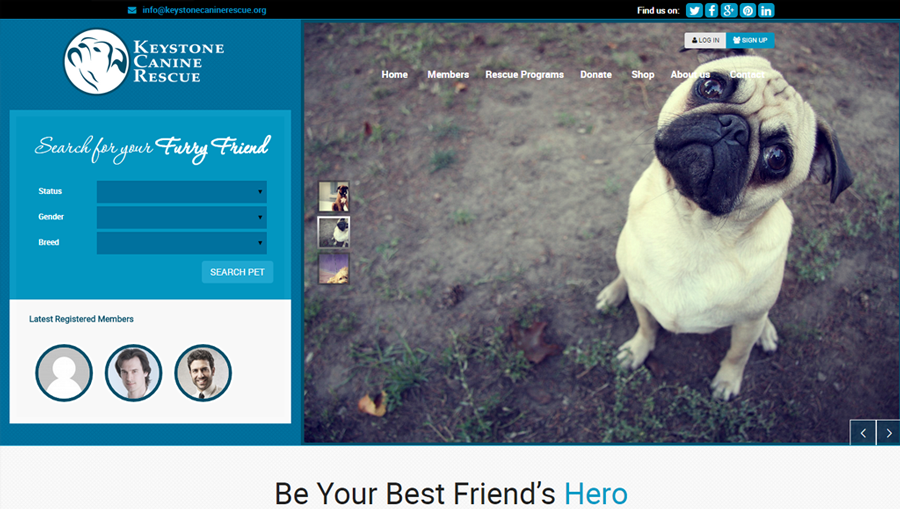 info@keystonecaninerescue.org
Find us on:
KEYSTONE
CANINE
RESCUE
LOG IN
SIGN UP
Home Members Rescue Programs Donate Shop About us Contact
Search for your Furry Friend
Status
Gender
Breed
SEARCH PET
Latest Registered Members
Be Your Best Friend’s Hero